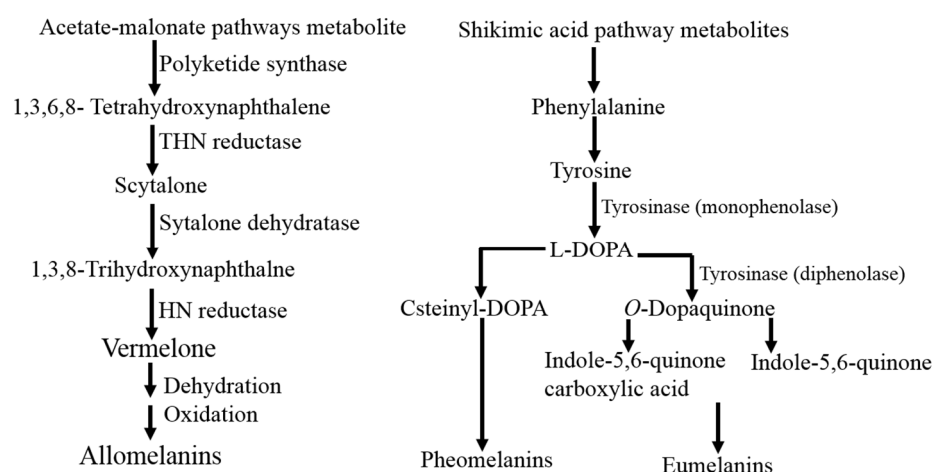 Acetate-malonate pathways metabolite
Polyketide synthase
1,3,6,8- Tetrahydroxynaphthalene
THN reductase
Scytalone
Sytalone dehydratase
1,3,8-Trihydroxynaphthalne
HN reductase
Vermelone
Dehydration
Oxidation
Allomelanins
Shikimic acid pathway metabolites
Phenylalanine
Tyrosine
Tyrosinase (monophenolase)
L-DOPA
Tyrosinase (diphenolase)
Csteinyl-DOPA
O-Dopaquinone
Indole-5,6-quinone
carboxylic acid
Indole-5,6-quinone
Pheomelanins
Eumelanins